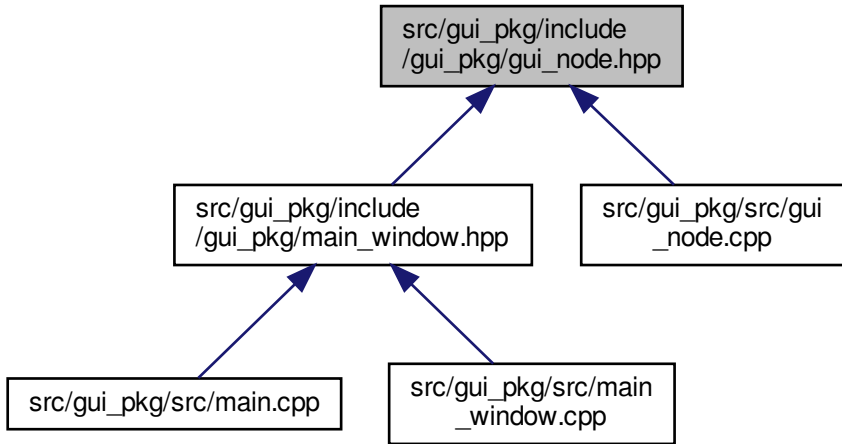 src/gui_pkg/include
/gui_pkg/gui_node.hpp
src/gui_pkg/include
/gui_pkg/main_window.hpp
src/gui_pkg/src/gui
_node.cpp
src/gui_pkg/src/main.cpp
src/gui_pkg/src/main
_window.cpp